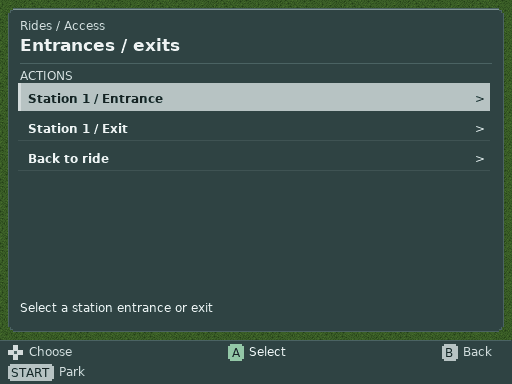 Rides / Access
Entrances / exits
ACTIONS
Station 1 / Entrance >
Station 1 / Exit >
Back to ride >
Select a station entrance or exit
Choose A Select B Back
START Park